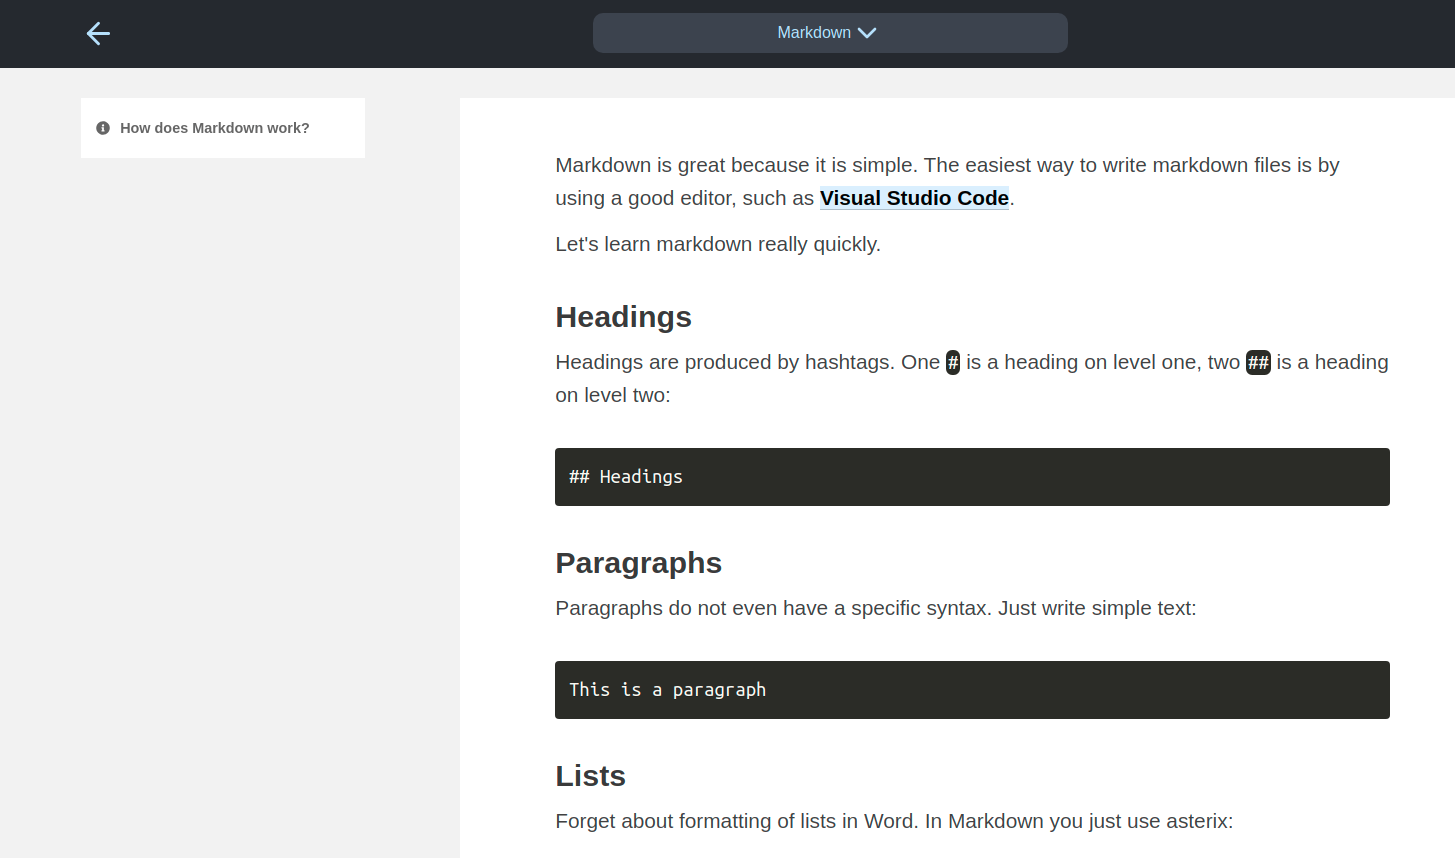 Markdown
How does Markdown work?
Markdown is great because it is simple. The easiest way to write markdown files is by
using a good editor, such as Visual Studio Code.
Let's learn markdown really quickly.
Headings
Headings are produced by hashtags. One # is a heading on level one, two ## is a heading
on level two:
## Headings
Paragraphs
Paragraphs do not even have a specific syntax. Just write simple text:
This is a paragraph
Lists
Forget about formatting of lists in Word. In Markdown you just use asterix: